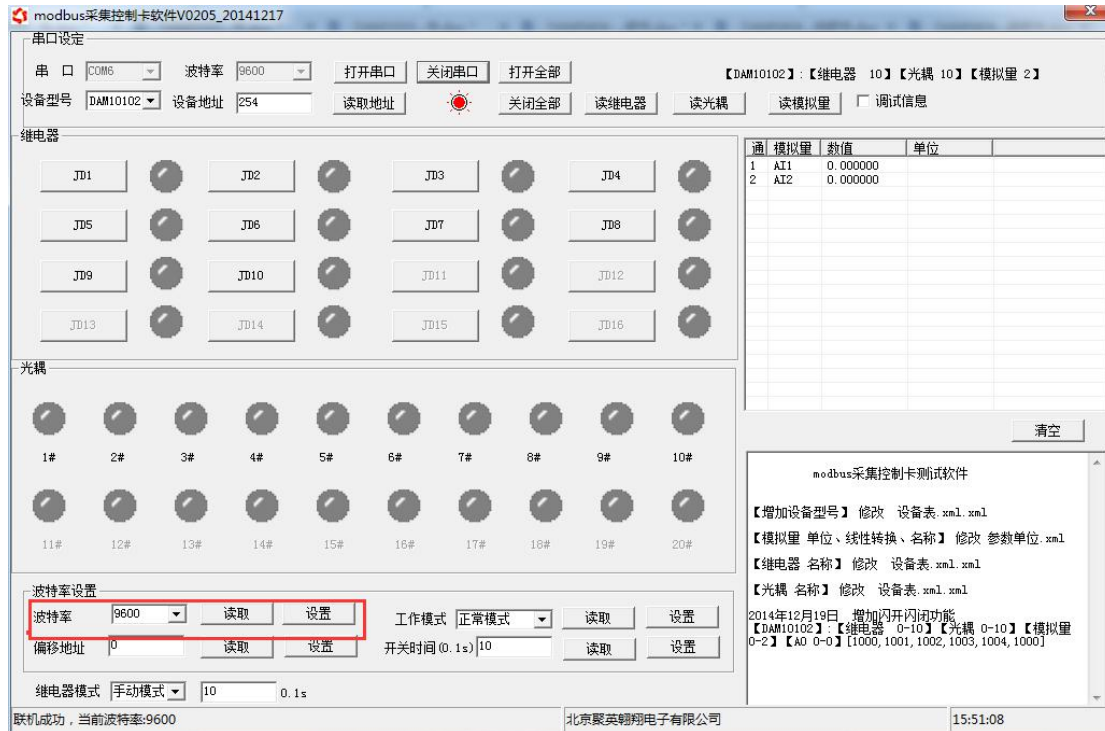 modbus采集控制卡软件V0205_20141217
串口设定
串 口 COM6 波特率 9600 打开串口 关闭串口 打开全部 【DAM10102】:【继电器 10】【光耦 10】【模拟量 2】
设备型号 DAM10102 设备地址 254 读取地址 关闭全部 读继电器 读光耦 读模拟量 调试信息
继电器
JD1 JD2 JD3 JD4
JD5 JD6 JD7 JD8
JD9 JD10 JD11 JD12
JD13 JD14 JD15 JD16
通 模拟量 数值 单位
1 AI1 0.000000
2 AI2 0.000000
清空
光耦
1# 2# 3# 4# 5# 6# 7# 8# 9# 10#
11# 12# 13# 14# 15# 16# 17# 18# 19# 20#
modbus采集控制卡测试软件
【增加设备型号】 修改 设备表.xml.xml
【模拟量 单位、线性转换、名称】 修改 参数单位.xml
【继电器 名称】 修改 设备表.xml.xml
【光耦 名称】 修改 设备表.xml.xml
2014年12月19日 增加闪开闪闭功能
【DAM10102】:【继电器 0-10】【光耦 0-10】【模拟量
0-2】【AO 0-0】[1000,1001,1002,1003,1004,1000]
波特率设置
波特率 9600 读取 设置 工作模式 正常模式 读取 设置
偏移地址 0 读取 设置 开关时间(0.1s) 10 读取 设置
继电器模式 手动模式 10 0.1s
联机成功，当前波特率:9600 北京聚英翱翔电子有限公司 15:51:08